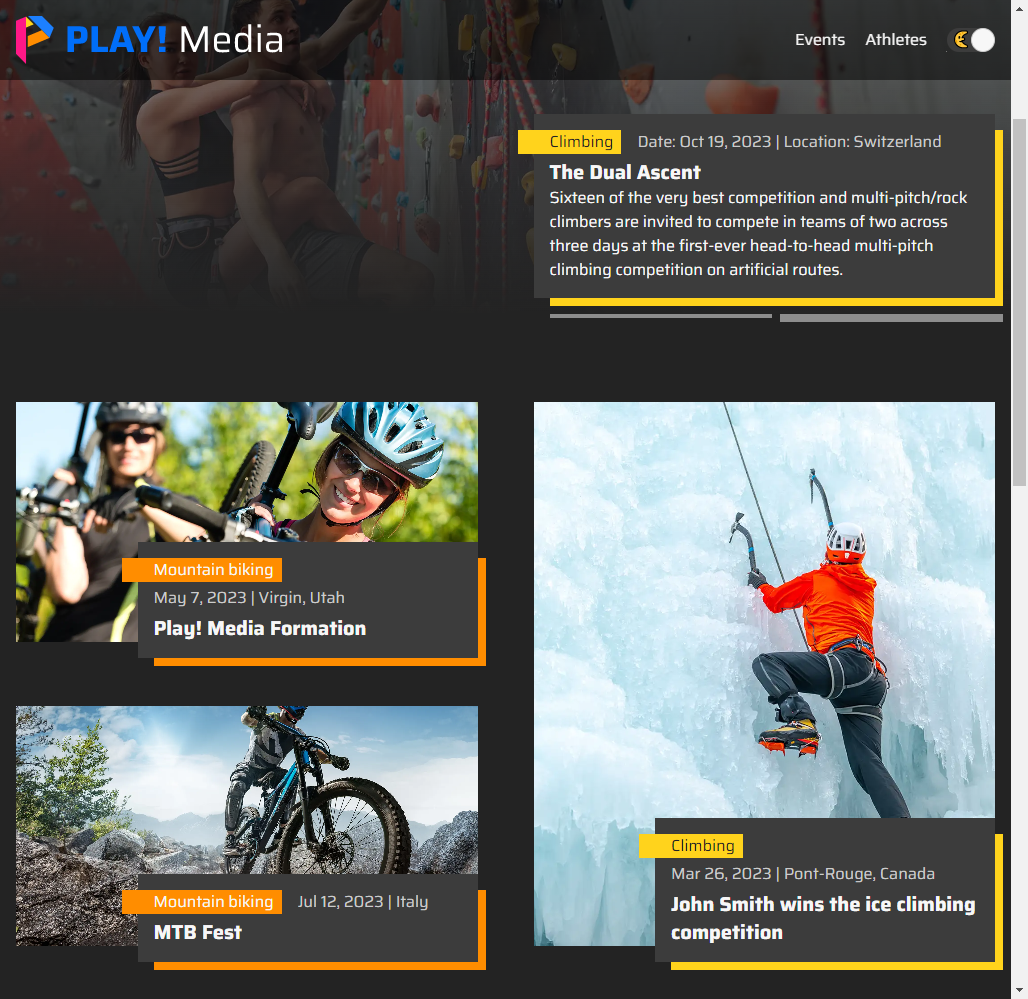 PLAY! Media
Events Athletes
Climbing Date: Oct 19, 2023 | Location: Switzerland
The Dual Ascent
Sixteen of the very best competition and multi-pitch/rock
climbers are invited to compete in teams of two across
three days at the first-ever head-to-head multi-pitch
climbing competition on artificial routes.
Mountain biking
May 7, 2023 | Virgin, Utah
Play! Media Formation
Mountain biking Jul 12, 2023 | Italy
MTB Fest
Climbing
Mar 26, 2023 | Pont-Rouge, Canada
John Smith wins the ice climbing
competition